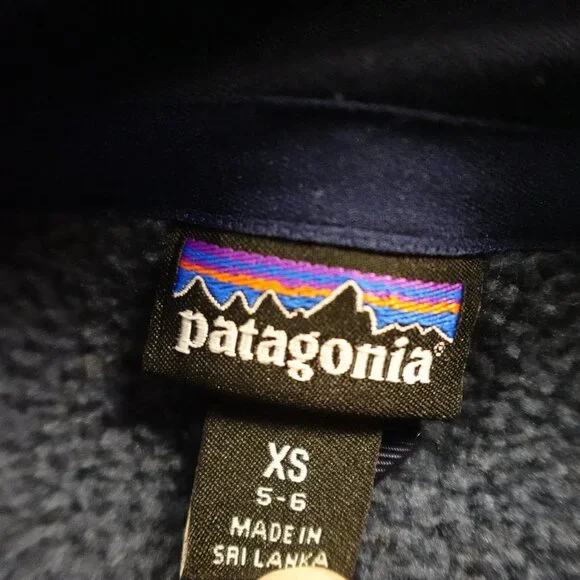 patagonia®
XS
5-6
MADE IN
SRI LANKA